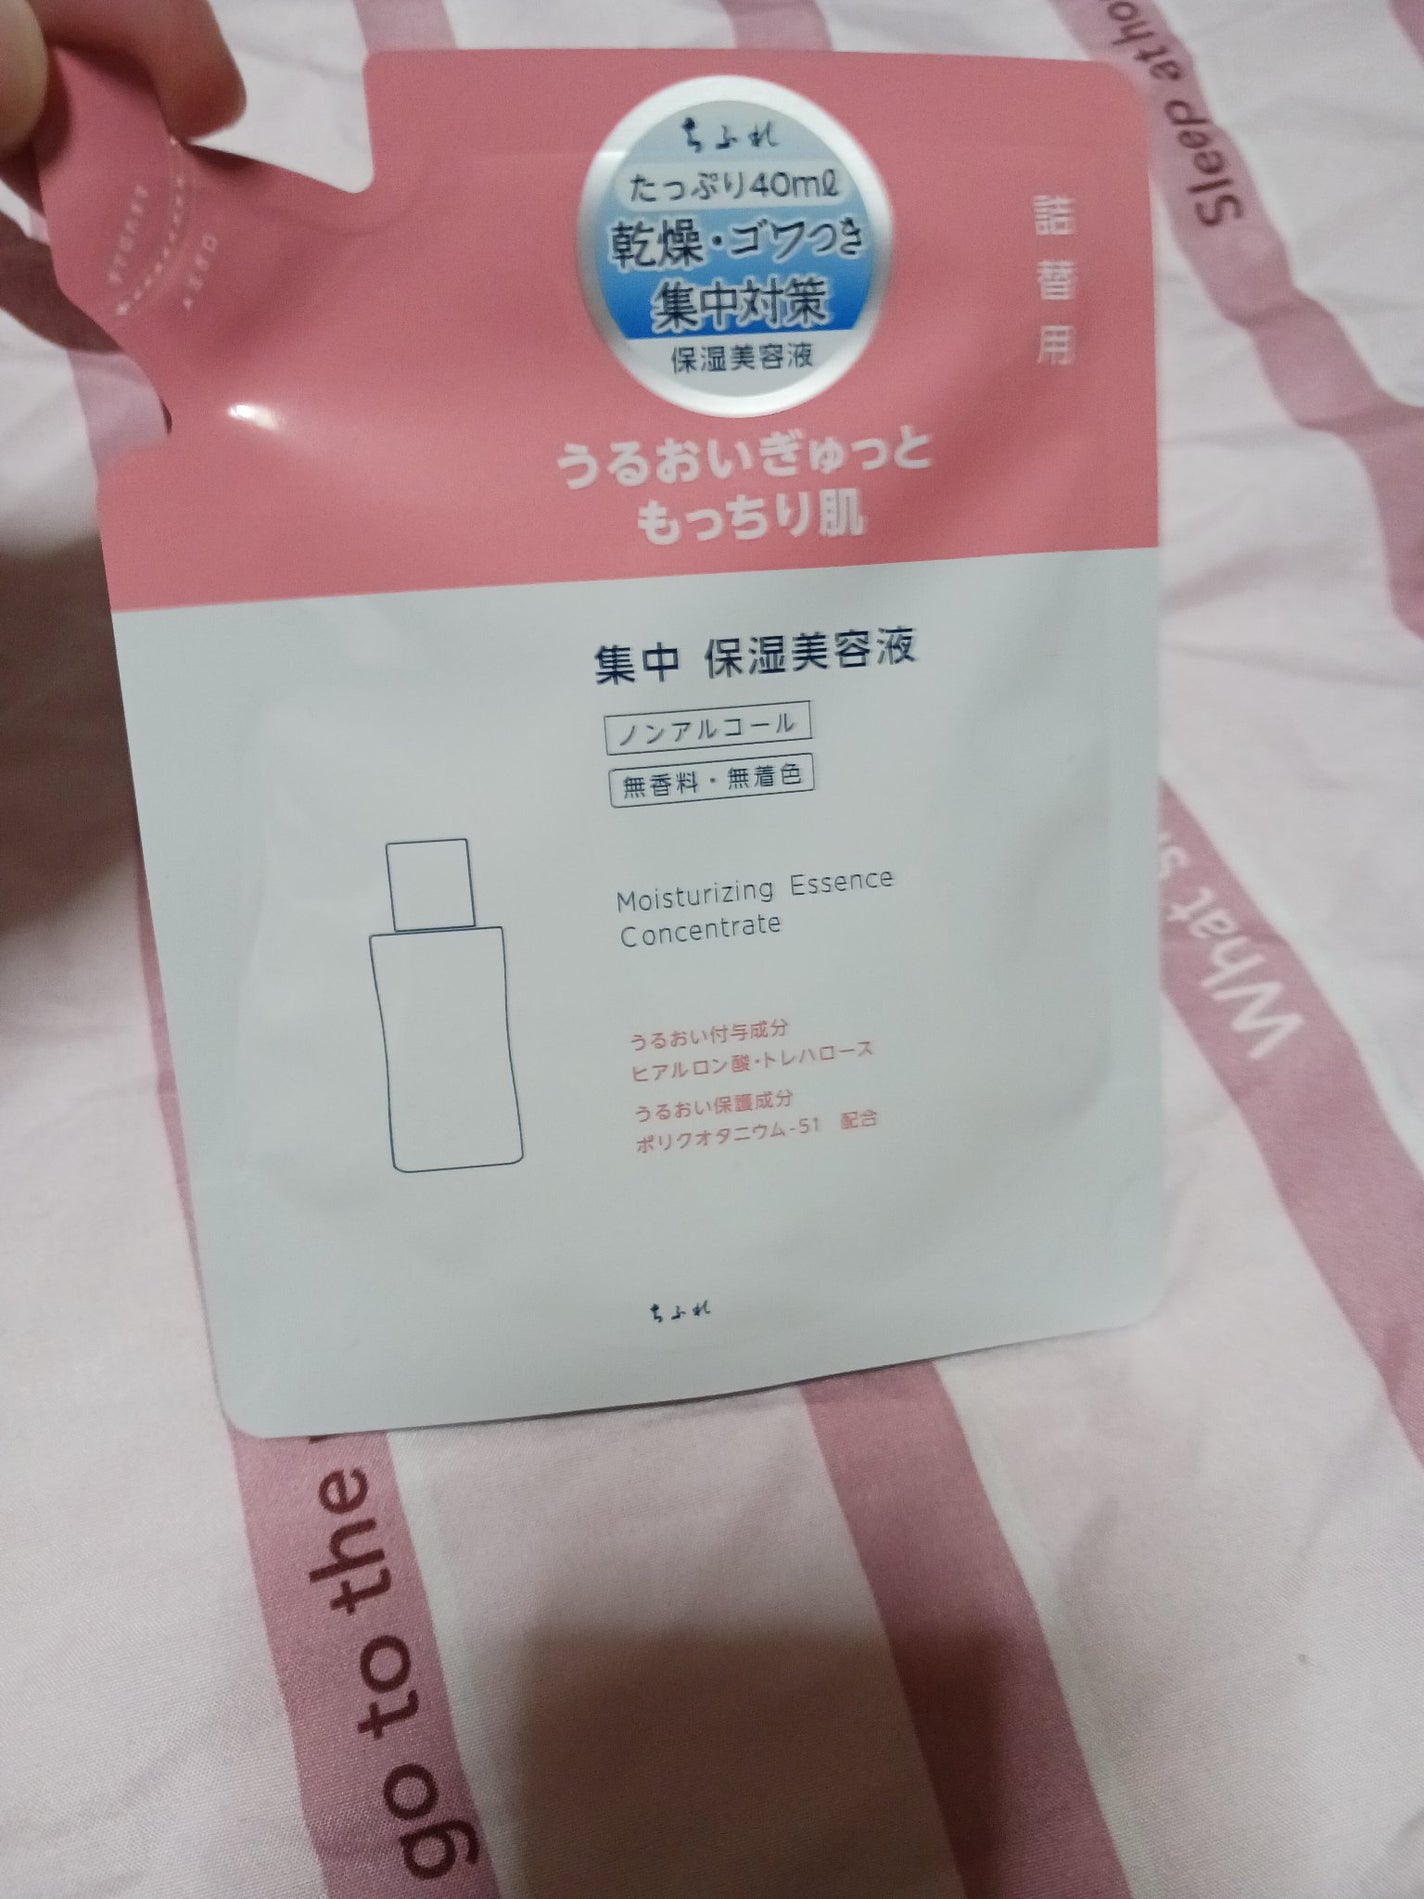 ちふれ
たっぷり40mℓ
乾燥・ゴワつき
集中対策
保湿美容液
詰替用
うるおいぎゅっと
もっちり肌
集中 保湿美容液
ノンアルコール
無香料・無着色
Moisturizing Essence
Concentrate
うるおい付与成分
ヒアルロン酸・トレハロース
うるおい保護成分
ポリクオタニウム-51 配合
ちふれ
Sleep at ho
What
go to the